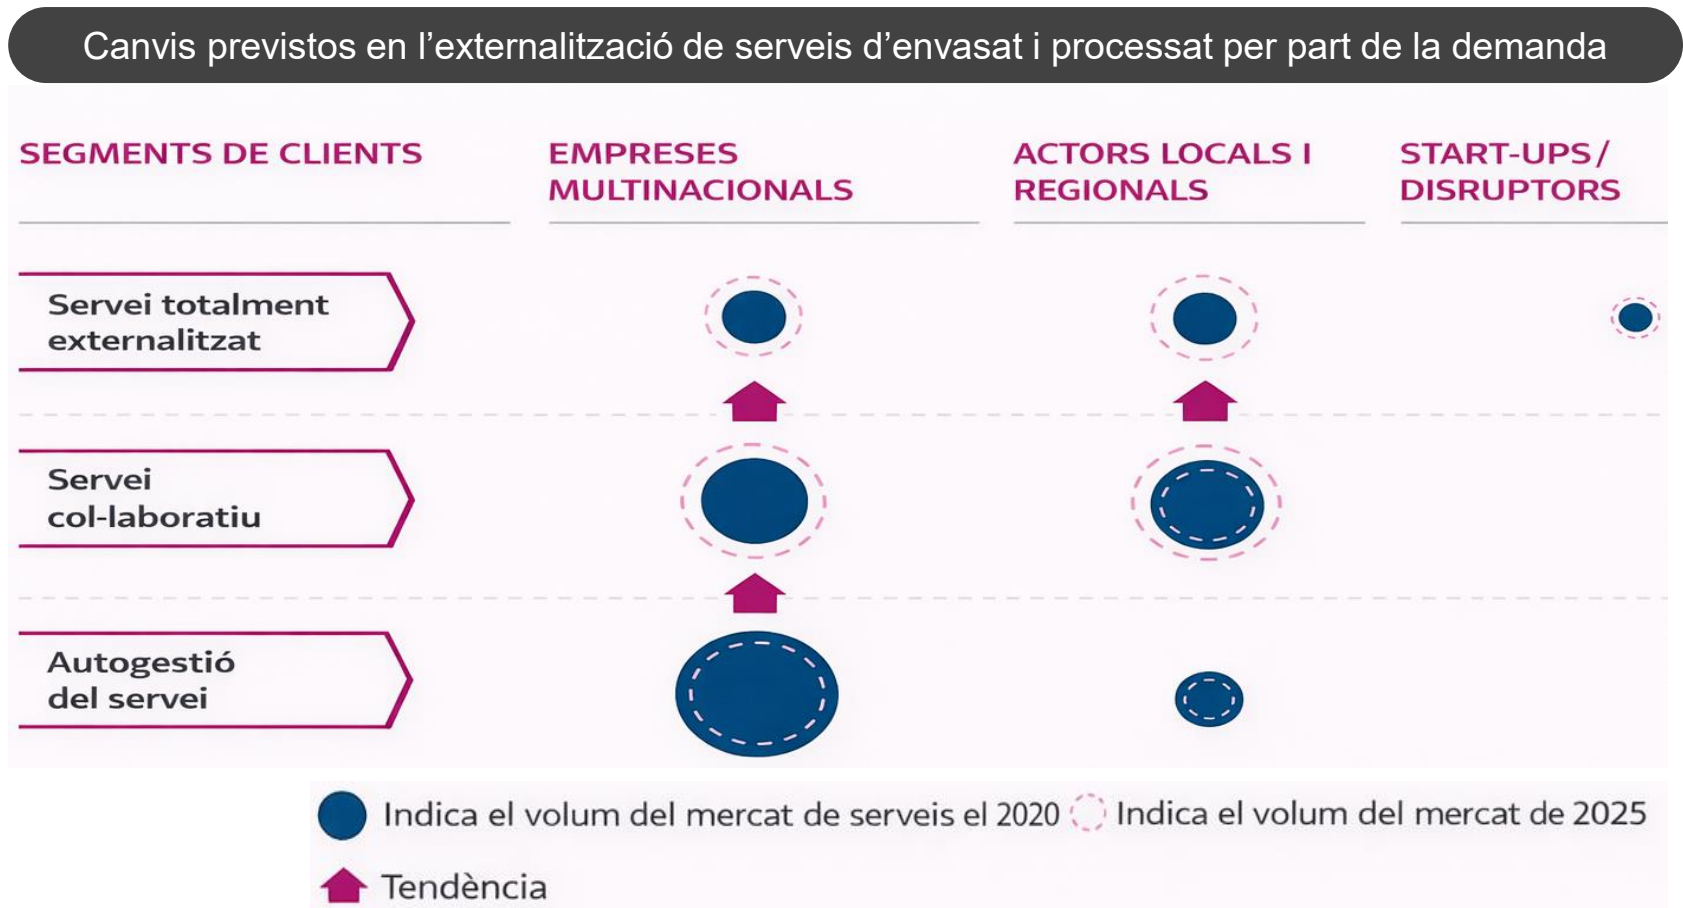 Canvis previstos en l’externalització de serveis d’envasat i processat per part de la demanda
SEGMENTS DE CLIENTS
EMPRESES
MULTINACIONALS
ACTORS LOCALS I
REGIONALS
START-UPS/
DISRUPTORS
Servei totalment
externalitzat
Servei
col-laboratiu
Autogestió
del servei
Indica el volum del mercat de serveis el 2020
Indica el volum del mercat de 2025
Tendència